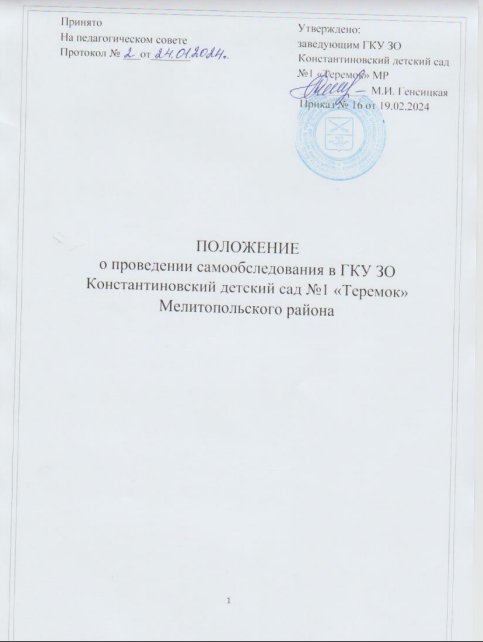 Принято
На педагогическом совете
Протокол № 2 от 24.01.2024.
Утверждено:
заведующим ГКУ ЗО
Константиновский детский сад
№1 «Теремок» МР
М.И. Генсицкая
Приказ № 16 от 19.02.2024
ПОЛОЖЕНИЕ
о проведении самообследования в ГКУ ЗО
Константиновский детский сад №1 «Теремок»
Мелитопольского района
1